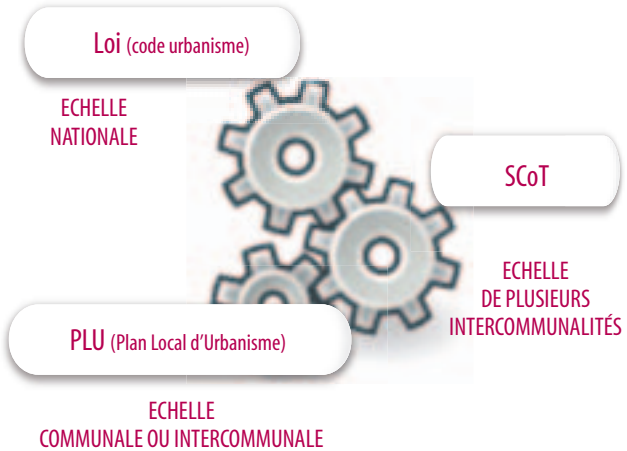 Loi (code urbanisme)
ECHELLE
NATIONALE
SCoT
ECHELLE
DE PLUSIEURS
INTERCOMMUNALITÉS
PLU (Plan Local d'Urbanisme)
ECHELLE
COMMUNALE OU INTERCOMMUNALE